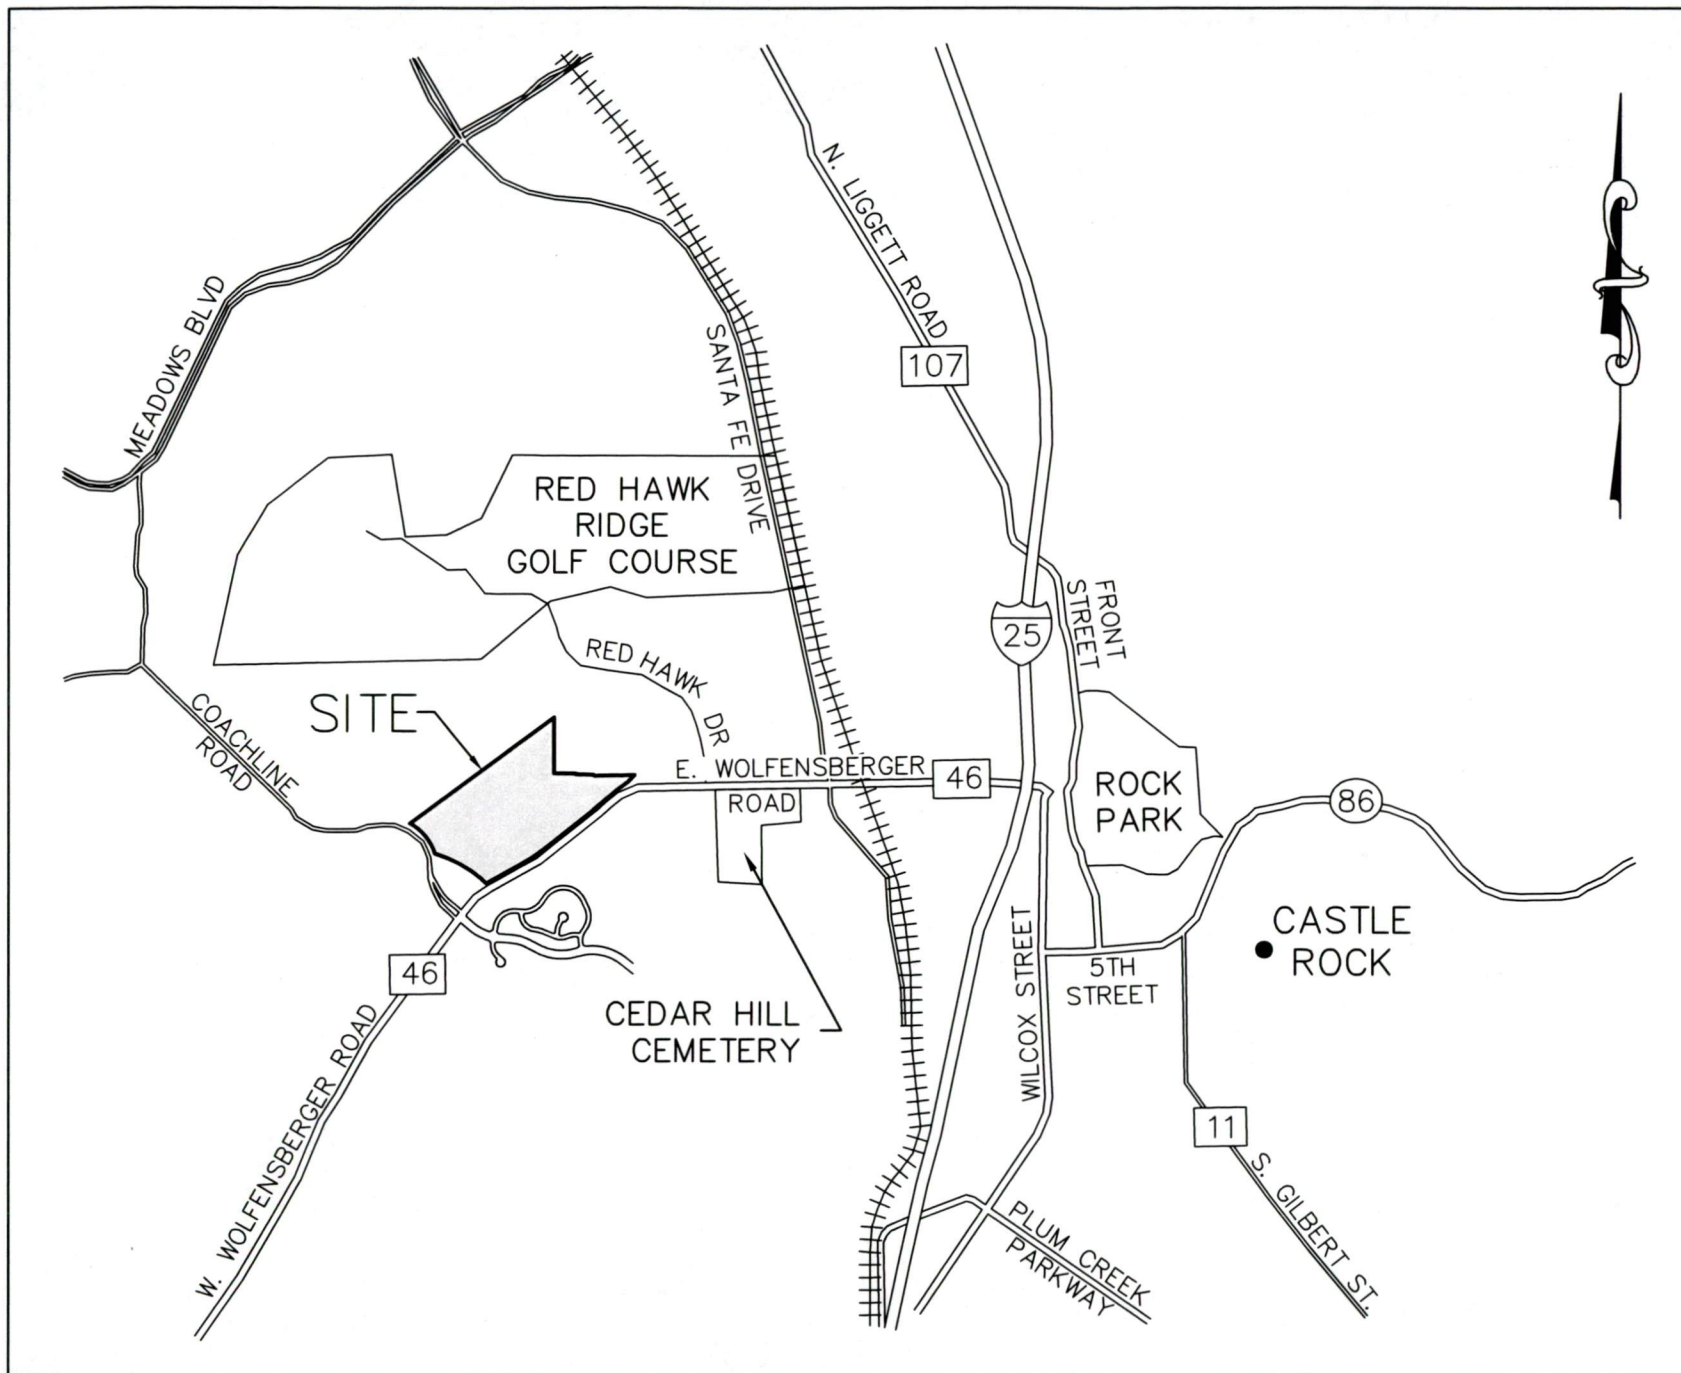 N. LIGGETT ROAD
107
MEADOWS BLVD
SANTA FE DRIVE
RED HAWK
RIDGE
GOLF COURSE
FRONT
STREET
25
RED HAWK DR
SITE
COACHLINE
ROAD
E. WOLFENSBERGER
ROAD
46
ROCK
PARK
86
CASTLE
ROCK
46
5TH
STREET
WILCOX STREET
CEDAR HILL
CEMETERY
W. WOLFENSBERGER ROAD
11
S. GILBERT ST.
PLUM CREEK
PARKWAY